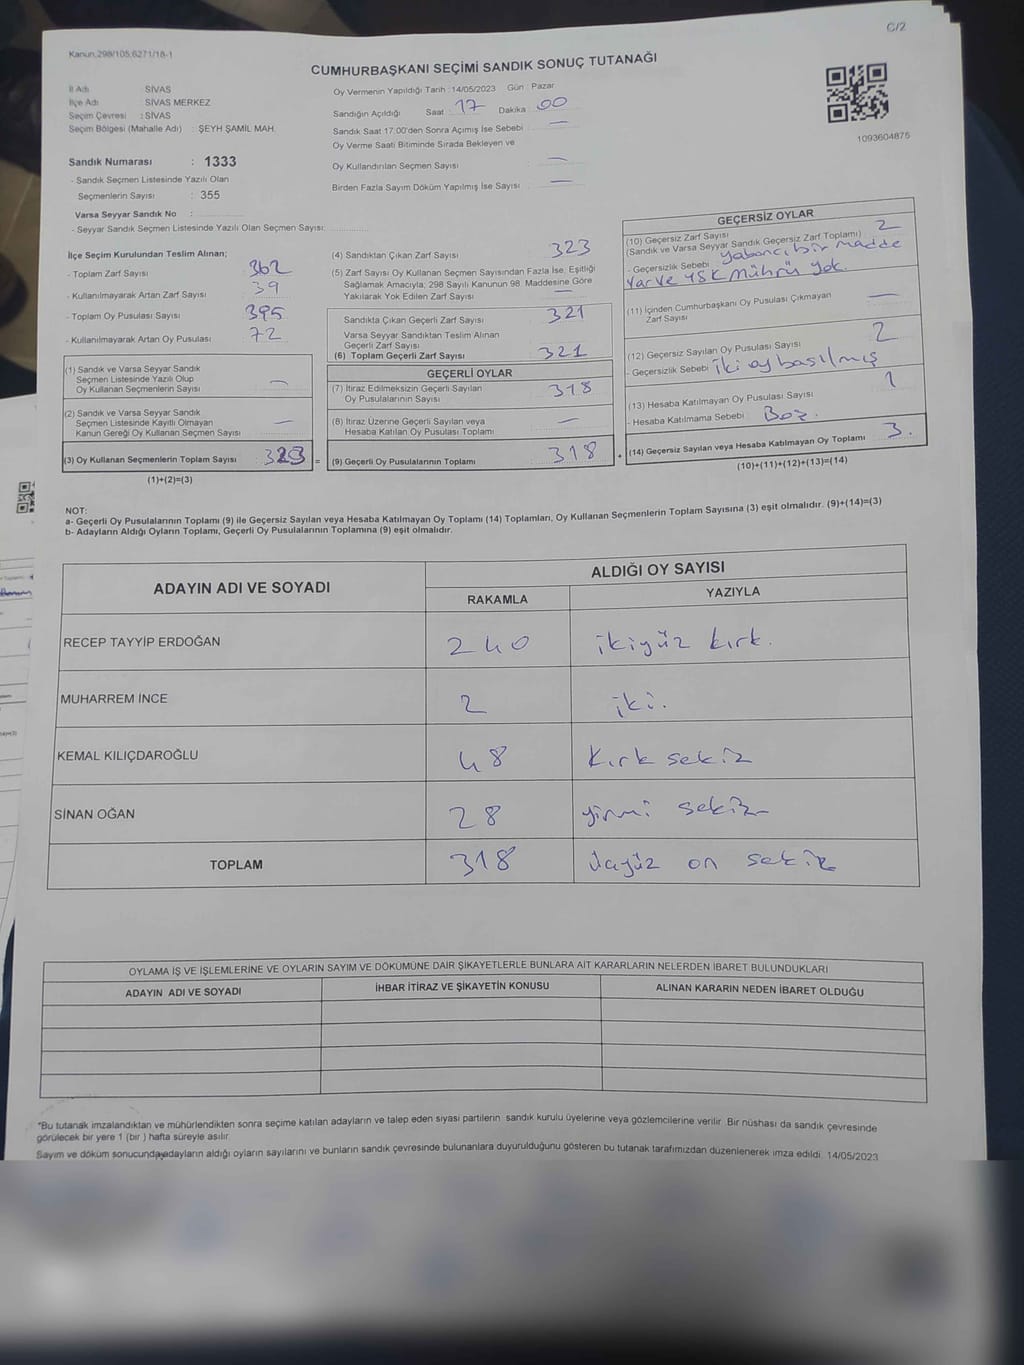 C/2
Kanun:298/105;6271/18-1
CUMHURBAŞKANI SEÇİMİ SANDIK SONUÇ TUTANAĞI
İl Adı SİVAS
İlçe Adı SİVAS MERKEZ
Seçim Çevresi : SİVAS
Seçim Bölgesi (Mahalle Adı) : ŞEYH ŞAMİL MAH.
Sandık Numarası : 1333
- Sandık Seçmen Listesinde Yazılı Olan
Seçmenlerin Sayısı : 355
Varsa Seyyar Sandık No :
- Seyyar Sandık Seçmen Listesinde Yazılı Olan Seçmen Sayısı:
Oy Vermenin Yapıldığı Tarih : 14/05/2023 Gün : Pazar
Sandığın Açıldığı Saat : 17 Dakika : 00
Sandık Saat 17:00'den Sonra Açımış İse Sebebi : —
Oy Verme Saati Bitiminde Sırada Bekleyen ve
Oy Kullandırılan Seçmen Sayısı —
Birden Fazla Sayım Döküm Yapılmış İse Sayısı —
1093604875
İlçe Seçim Kurulundan Teslim Alınan;
- Toplam Zarf Sayısı 362
- Kullanılmayarak Artan Zarf Sayısı 39
- Toplam Oy Pusulası Sayısı 395
- Kullanılmayarak Artan Oy Pusulası 72
(1) Sandık ve Varsa Seyyar Sandık
Seçmen Listesinde Yazılı Olup
Oy Kullanan Seçmenlerin Sayısı —
(2) Sandık ve Varsa Seyyar Sandık
Seçmen Listesinde Kayıtlı Olmayan
Kanun Gereği Oy Kullanan Seçmen Sayısı —
(3) Oy Kullanan Seçmenlerin Toplam Sayısı 323 =
(1)+(2)=(3)
(4) Sandıktan Çıkan Zarf Sayısı 323
(5) Zarf Sayısı Oy Kullanan Seçmen Sayısından Fazla İse, Eşitliği
Sağlamak Amacıyla; 298 Sayılı Kanunun 98. Maddesine Göre
Yakılarak Yok Edilen Zarf Sayısı —
Sandıkta Çıkan Geçerli Zarf Sayısı 321
Varsa Seyyar Sandıktan Teslim Alınan
Geçerli Zarf Sayısı
(6) Toplam Geçerli Zarf Sayısı 321
GEÇERLİ OYLAR
(7) İtiraz Edilmeksizin Geçerli Sayılan
Oy Pusulalarının Sayısı 318
(8) İtiraz Üzerine Geçerli Sayılan veya
Hesaba Katılan Oy Pusulası Toplamı —
(9) Geçerli Oy Pusulalarının Toplamı 318 +
GEÇERSİZ OYLAR
(10) Geçersiz Zarf Sayısı
(Sandık ve Varsa Seyyar Sandık Geçersiz Zarf Toplamı) 2
- Geçersizlik Sebebi yabancı bir madde
var ve YSK mührü yok.
(11) İçinden Cumhurbaşkanı Oy Pusulası Çıkmayan
Zarf Sayısı —
(12) Geçersiz Sayılan Oy Pusulası Sayısı 2
- Geçersizlik Sebebi iki oy basılmış
(13) Hesaba Katılmayan Oy Pusulası Sayısı 1
- Hesaba Katılmama Sebebi : Boş.
(14) Geçersiz Sayılan veya Hesaba Katılmayan Oy Toplamı 3.
(10)+(11)+(12)+(13)=(14)
NOT:
a- Geçerli Oy Pusulalarının Toplamı (9) ile Geçersiz Sayılan veya Hesaba Katılmayan Oy Toplamı (14) Toplamları, Oy Kullanan Seçmenlerin Toplam Sayısına (3) eşit olmalıdır. (9)+(14)=(3)
b- Adayların Aldığı Oyların Toplamı, Geçerli Oy Pusulalarının Toplamına (9) eşit olmalıdır.
ADAYIN ADI VE SOYADI ALDIĞI OY SAYISI
RAKAMLA YAZIYLA
RECEP TAYYİP ERDOĞAN 240 ikiyüz kırk.
MUHARREM İNCE 2 iki.
KEMAL KILIÇDAROĞLU 48 kırk sekiz
SİNAN OĞAN 28 yirmi sekiz
TOPLAM 318 üçyüz on sekiz
OYLAMA İŞ VE İŞLEMLERİNE VE OYLARIN SAYIM VE DÖKÜMÜNE DAİR ŞİKAYETLERLE BUNLARA AİT KARARLARIN NELERDEN İBARET BULUNDUKLARI
ADAYIN ADI VE SOYADI İHBAR İTİRAZ VE ŞİKAYETİN KONUSU ALINAN KARARIN NEDEN İBARET OLDUĞU
*Bu tutanak imzalandıktan ve mühürlendikten sonra seçime katılan adayların ve talep eden siyasi partilerin sandık kurulu üyelerine veya gözlemcilerine verilir. Bir nüshası da sandık çevresinde
görülecek bir yere 1 (bir ) hafta süreyle asılır.
Sayım ve döküm sonucunda adayların aldığı oyların sayılarını ve bunların sandık çevresinde bulunanlara duyurulduğunu gösteren bu tutanak tarafımızdan düzenlenerek imza edildi. 14/05/2023